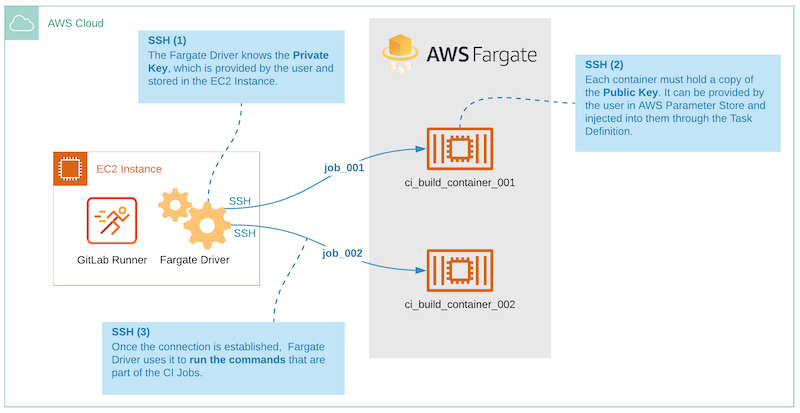 AWS Cloud
SSH (1)
The Fargate Driver knows the Private
Key, which is provided by the user and
stored in the EC2 Instance.
AWS Fargate
SSH (2)
Each container must hold a copy of
the Public Key. It can be provided by
the user in AWS Parameter Store and
injected into them through the Task
Definition.
EC2 Instance
GitLab Runner
Fargate Driver
SSH
SSH
job_001
job_002
ci_build_container_001
ci_build_container_002
SSH (3)
Once the connection is established,  Fargate
Driver uses it to run the commands that are
part of the CI Jobs.